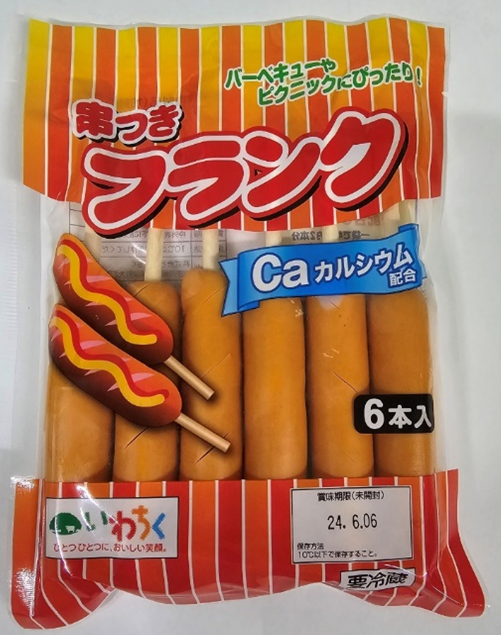 バーベキューや
ピクニックにぴったり!
串つき
フランク
Ca カルシウム
配合
6本入
いわちく
ひとつひとつに、おいしい笑顔。
賞味期限(未開封)
24. 6.06
保存方法
10℃以下で保存すること。
要冷蔵